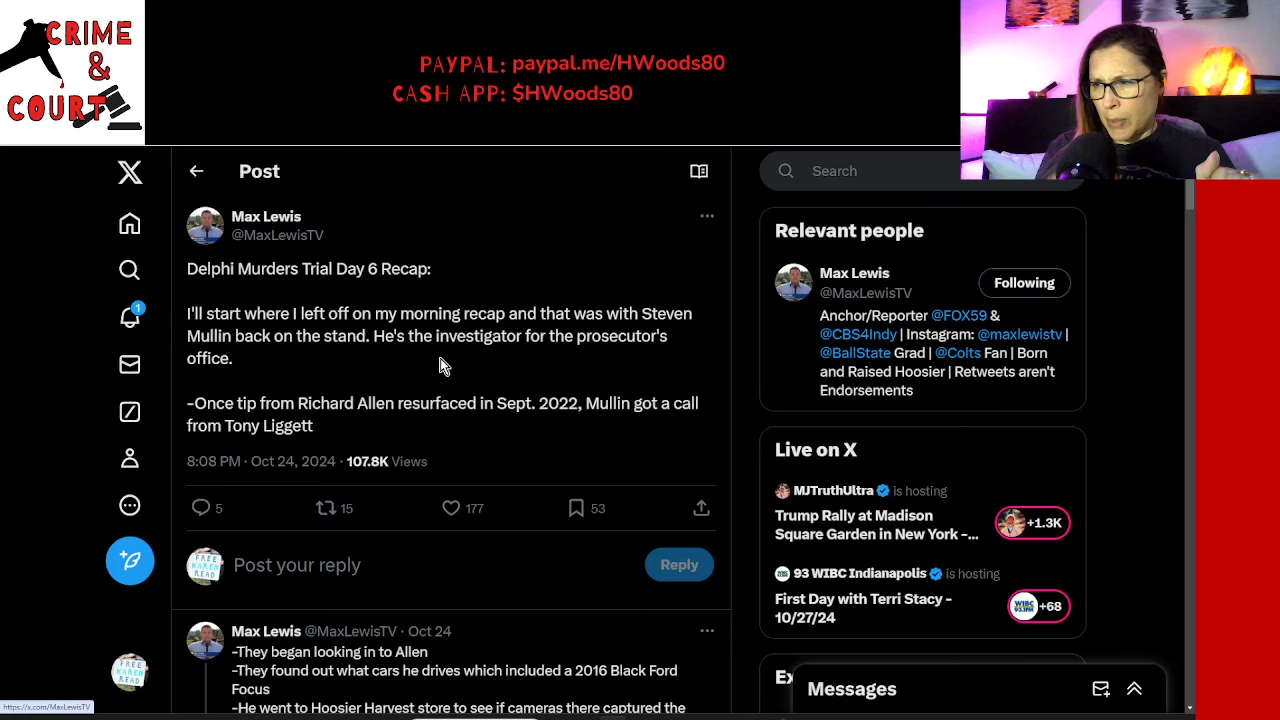 CRIME
&
COURT
PAYPAL: paypal.me/HWoods80
CASH APP: $HWoods80
Post
Search
Max Lewis
@MaxLewisTV
Delphi Murders Trial Day 6 Recap:
I'll start where I left off on my morning recap and that was with Steven
Mullin back on the stand. He's the investigator for the prosecutor's
office.
-Once tip from Richard Allen resurfaced in Sept. 2022, Mullin got a call
from Tony Liggett
8:08 PM · Oct 24, 2024 · 107.8K Views
5
15
177
53
FREE KAREN READ
Post your reply
Reply
Max Lewis @MaxLewisTV · Oct 24
-They began looking in to Allen
-They found out what cars he drives which included a 2016 Black Ford
Focus
-He went to Hoosier Harvest store to see if cameras there captured the
Relevant people
Max Lewis
@MaxLewisTV
Following
Anchor/Reporter @FOX59 &
@CBS4Indy | Instagram: @maxlewistv |
@BallState Grad | @Colts Fan | Born
and Raised Hoosier | Retweets aren't
Endorsements
Live on X
MJTruthUltra is hosting
Trump Rally at Madison
Square Garden in New York -...
+1.3K
93 WIBC Indianapolis is hosting
First Day with Terri Stacy -
10/27/24
WIBC
+68
Ex
Messages
1
FREE KAREN READ
https://x.com/MaxLewisTV